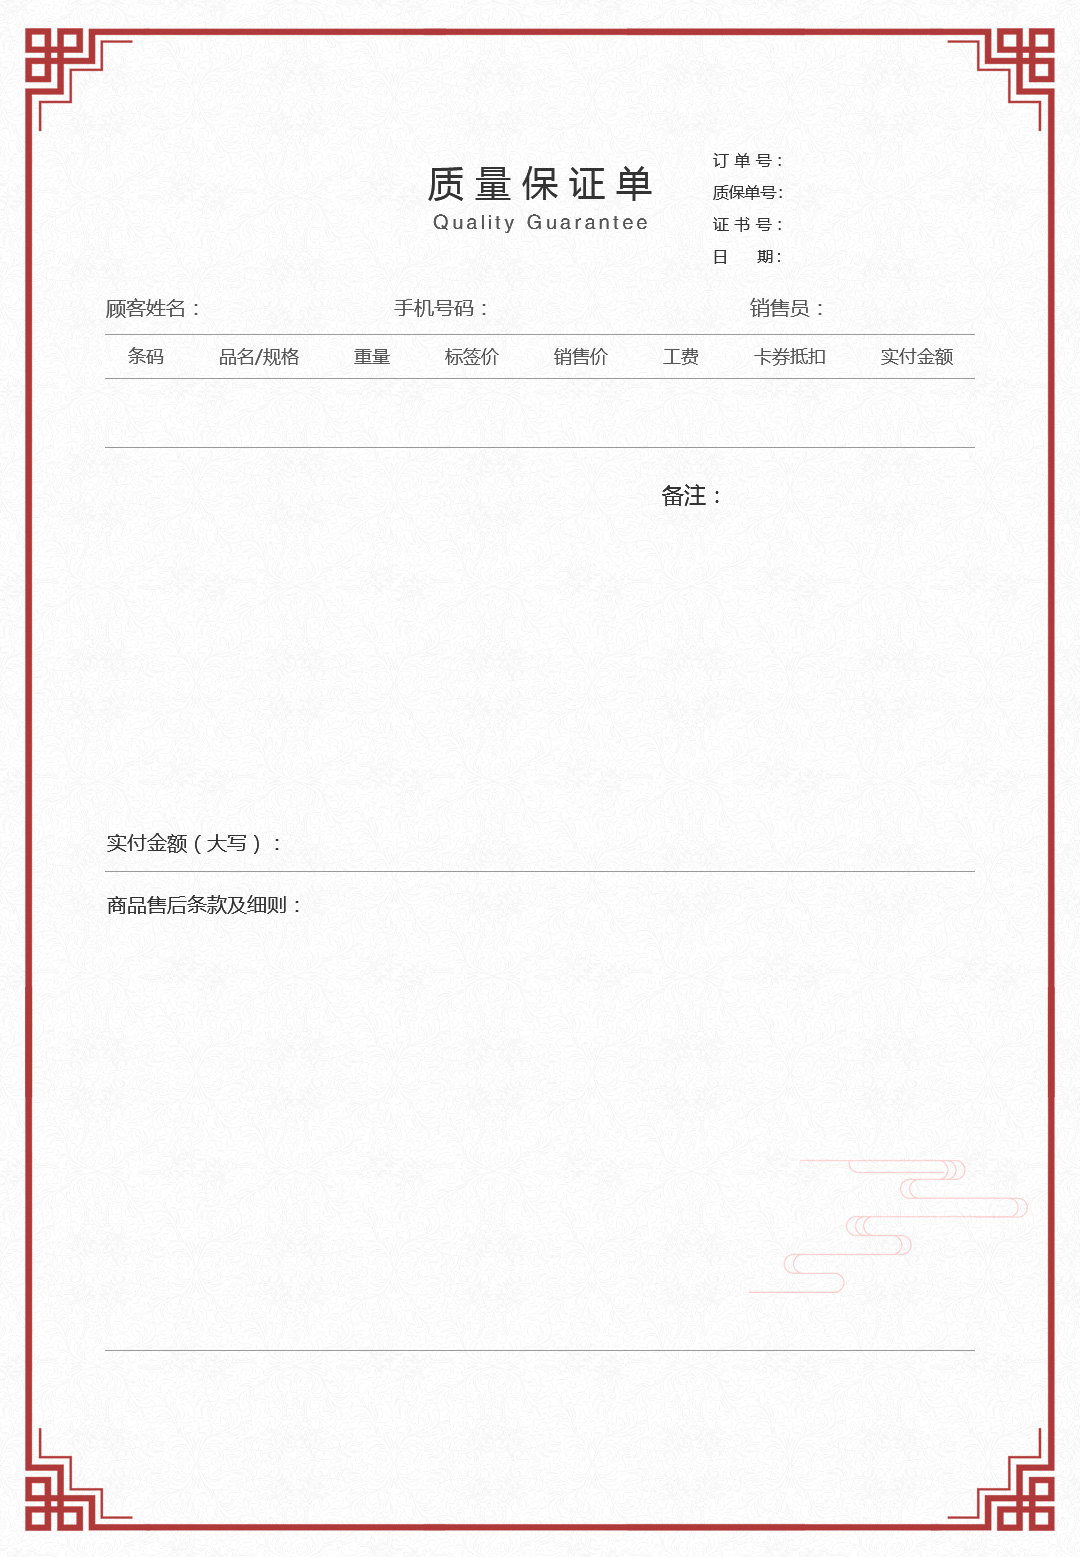 质量保证单
Quality Guarantee
订单号：
质保单号：
证书号：
日期：
顾客姓名： 手机号码： 销售员：
条码 品名/规格 重量 标签价 销售价 工费 卡券抵扣 实付金额
备注：
实付金额（大写）：
商品售后条款及细则：